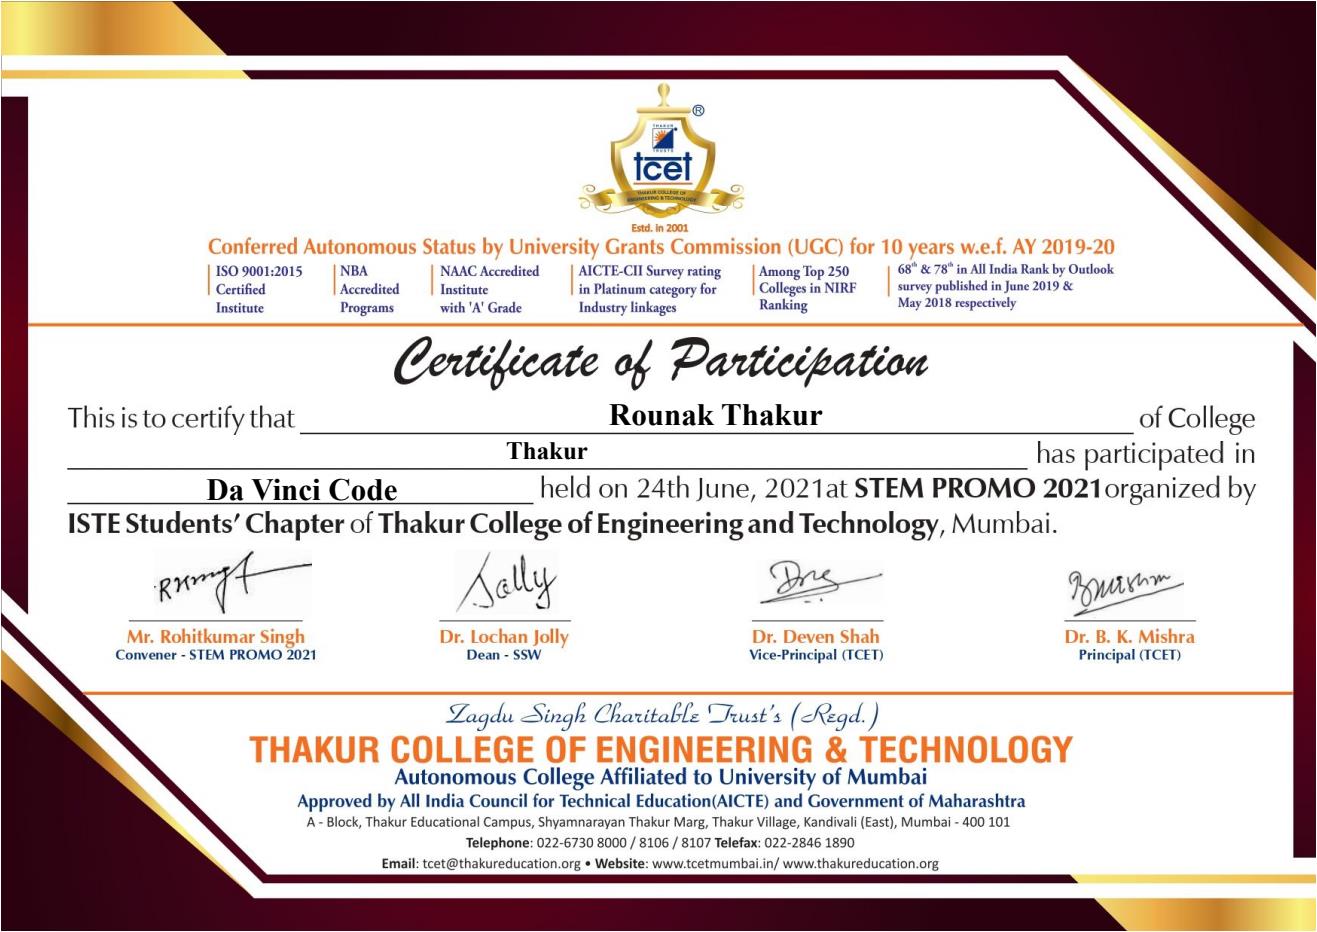 ®
THAKUR
TRUSTS
tcet
THAKUR COLLEGE OF
ENGINEERING & TECHNOLOGY
Estd. in 2001
Conferred Autonomous Status by University Grants Commission (UGC) for 10 years w.e.f. AY 2019-20
ISO 9001:2015 Certified Institute
NBA Accredited Programs
NAAC Accredited Institute with 'A' Grade
AICTE-CII Survey rating in Platinum category for Industry linkages
Among Top 250 Colleges in NIRF Ranking
68th & 78th in All India Rank by Outlook survey published in June 2019 & May 2018 respectively
Certificate of Participation
This is to certify that Rounak Thakur of College
Thakur has participated in
Da Vinci Code held on 24th June, 2021at STEM PROMO 2021organized by
ISTE Students’ Chapter of Thakur College of Engineering and Technology, Mumbai.
Jolly
Mr. Rohitkumar Singh Dr. Lochan Jolly Dr. Deven Shah Dr. B. K. Mishra
Convener - STEM PROMO 2021 Dean - SSW Vice-Principal (TCET) Principal (TCET)
Zagdu Singh Charitable Trust's (Regd.)
THAKUR COLLEGE OF ENGINEERING & TECHNOLOGY
Autonomous College Affiliated to University of Mumbai
Approved by All India Council for Technical Education(AICTE) and Government of Maharashtra
A - Block, Thakur Educational Campus, Shyamnarayan Thakur Marg, Thakur Village, Kandivali (East), Mumbai - 400 101
Telephone: 022-6730 8000 / 8106 / 8107 Telefax: 022-2846 1890
Email: tcet@thakureducation.org • Website: www.tcetmumbai.in/ www.thakureducation.org